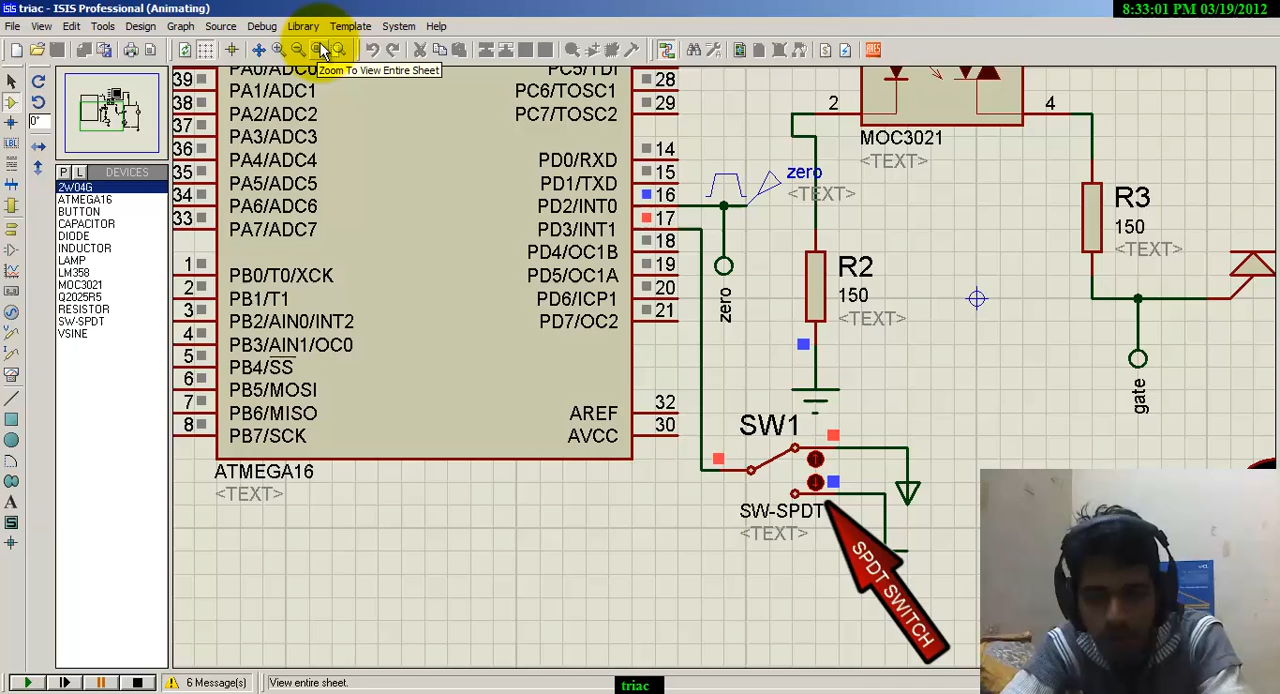 triac - ISIS Professional (Animating)
8:33:01 PM 03/19/2012
File View Edit Tools Design Graph Source Debug Library Template System Help
Zoom To View Entire Sheet
0°
P L DEVICES
2W04G
ATMEGA16
BUTTON
CAPACITOR
DIODE
INDUCTOR
LAMP
LM358
MOC3021
Q2025R5
RESISTOR
SW-SPDT
VSINE
39 PA0/ADC0 PC5/TDI 28
38 PA1/ADC1 PC6/TOSC1 29
37 PA2/ADC2 PC7/TOSC2
36 PA3/ADC3
35 PA4/ADC4 PD0/RXD 14
34 PA5/ADC5 PD1/TXD 15
33 PA6/ADC6 PD2/INT0 16
PA7/ADC7 PD3/INT1 17
PD4/OC1B 18
1 PB0/T0/XCK PD5/OC1A 19
2 PB1/T1 PD6/ICP1 20
3 PB2/AIN0/INT2 PD7/OC2 21
4 PB3/AIN1/OC0
5 PB4/SS
6 PB5/MOSI
7 PB6/MISO AREF 32
8 PB7/SCK AVCC 30
ATMEGA16
<TEXT>
2
4
MOC3021
<TEXT>
zero
<TEXT>
zero
R2
150
<TEXT>
R3
150
<TEXT>
gate
SW1
SW-SPDT
<TEXT>
SPDT SWITCH
6 Message(s)
View entire sheet.
triac